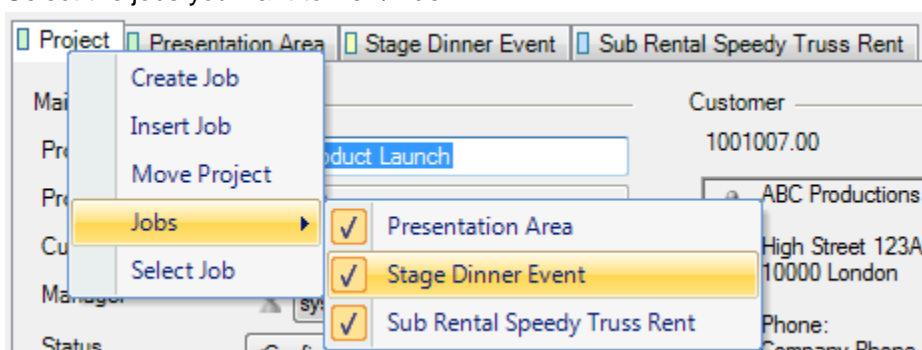 Project Presentation Area Stage Dinner Event Sub Rental Speedy Truss Rent
Create Job
Customer
Insert Job
1001007.00
duct Launch
Move Project
ABC Productions
Jobs
Presentation Area
High Street 123A
Select Job
Stage Dinner Event
10000 London
Manager
Sub Rental Speedy Truss Rent
Phone:
Status